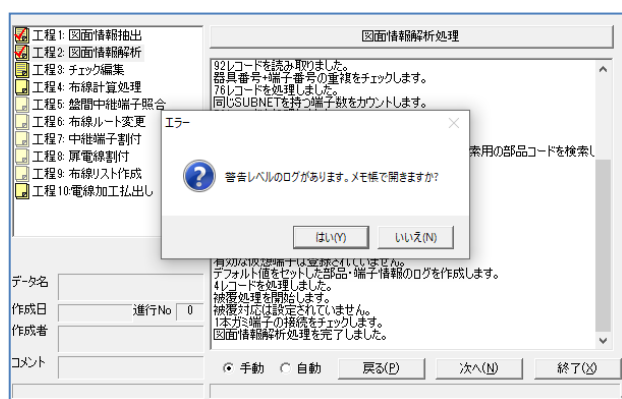 工程1: 図面情報抽出
工程2: 図面情報解析
工程3: チェック編集
工程4: 布線計算処理
工程5: 盤間中継端子照合
工程6: 布線ルート変更
工程7: 中継端子割付
工程8: 扉電線割付
工程9: 布線リスト作成
工程10:電線加工払出し
図面情報解析処理
92レコードを読み取りました。
器具番号+端子番号の重複をチェックします。
76レコードを処理しました。
同じSUBNETを持つ端子数をカウントします。
索用の部品コードを検索し
エラー
警告レベルのログがあります。メモ帳で開きますか?
はい(Y)
いいえ(N)
有効な仮想端子は登録されていません。
デフォルト値をセットした部品・端子情報のログを作成します。
4レコードを処理しました。
被覆処理を開始します。
被覆対応は設定されていません。
1本ガミ端子の接続をチェックします。
図面情報解析処理を完了しました。
データ名
作成日
進行No 0
作成者
コメント
手動
自動
戻る(P)
次へ(N)
終了(X)